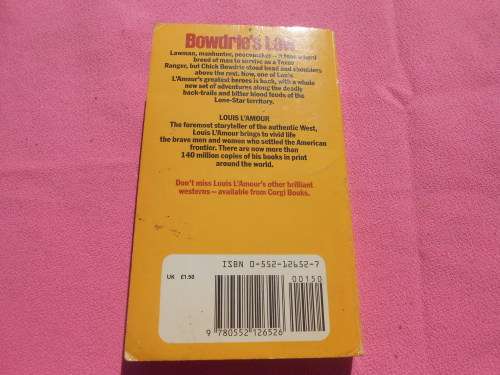 Bowdrie's Law
Lawman, manhunter, peacemaker – it took a hard
breed of man to survive as a Texas
Ranger, but Chick Bowdrie stood head and shoulders
above the rest. Now, one of Louis
L'Amour's greatest heroes is back, with a whole
new set of adventures along the deadly
back-trails and bitter blood feuds of the
Lone-Star territory.
LOUIS L'AMOUR
The foremost storyteller of the authentic West,
Louis L'Amour brings to vivid life
the brave men and women who settled the American
frontier. There are now more than
140 million copies of his books in print
around the world.
Don't miss Louis L'Amour's other brilliant
westerns – available from Corgi Books.
ISBN 0-552-12652-7
00150
UK £1.50
9 780552 126526